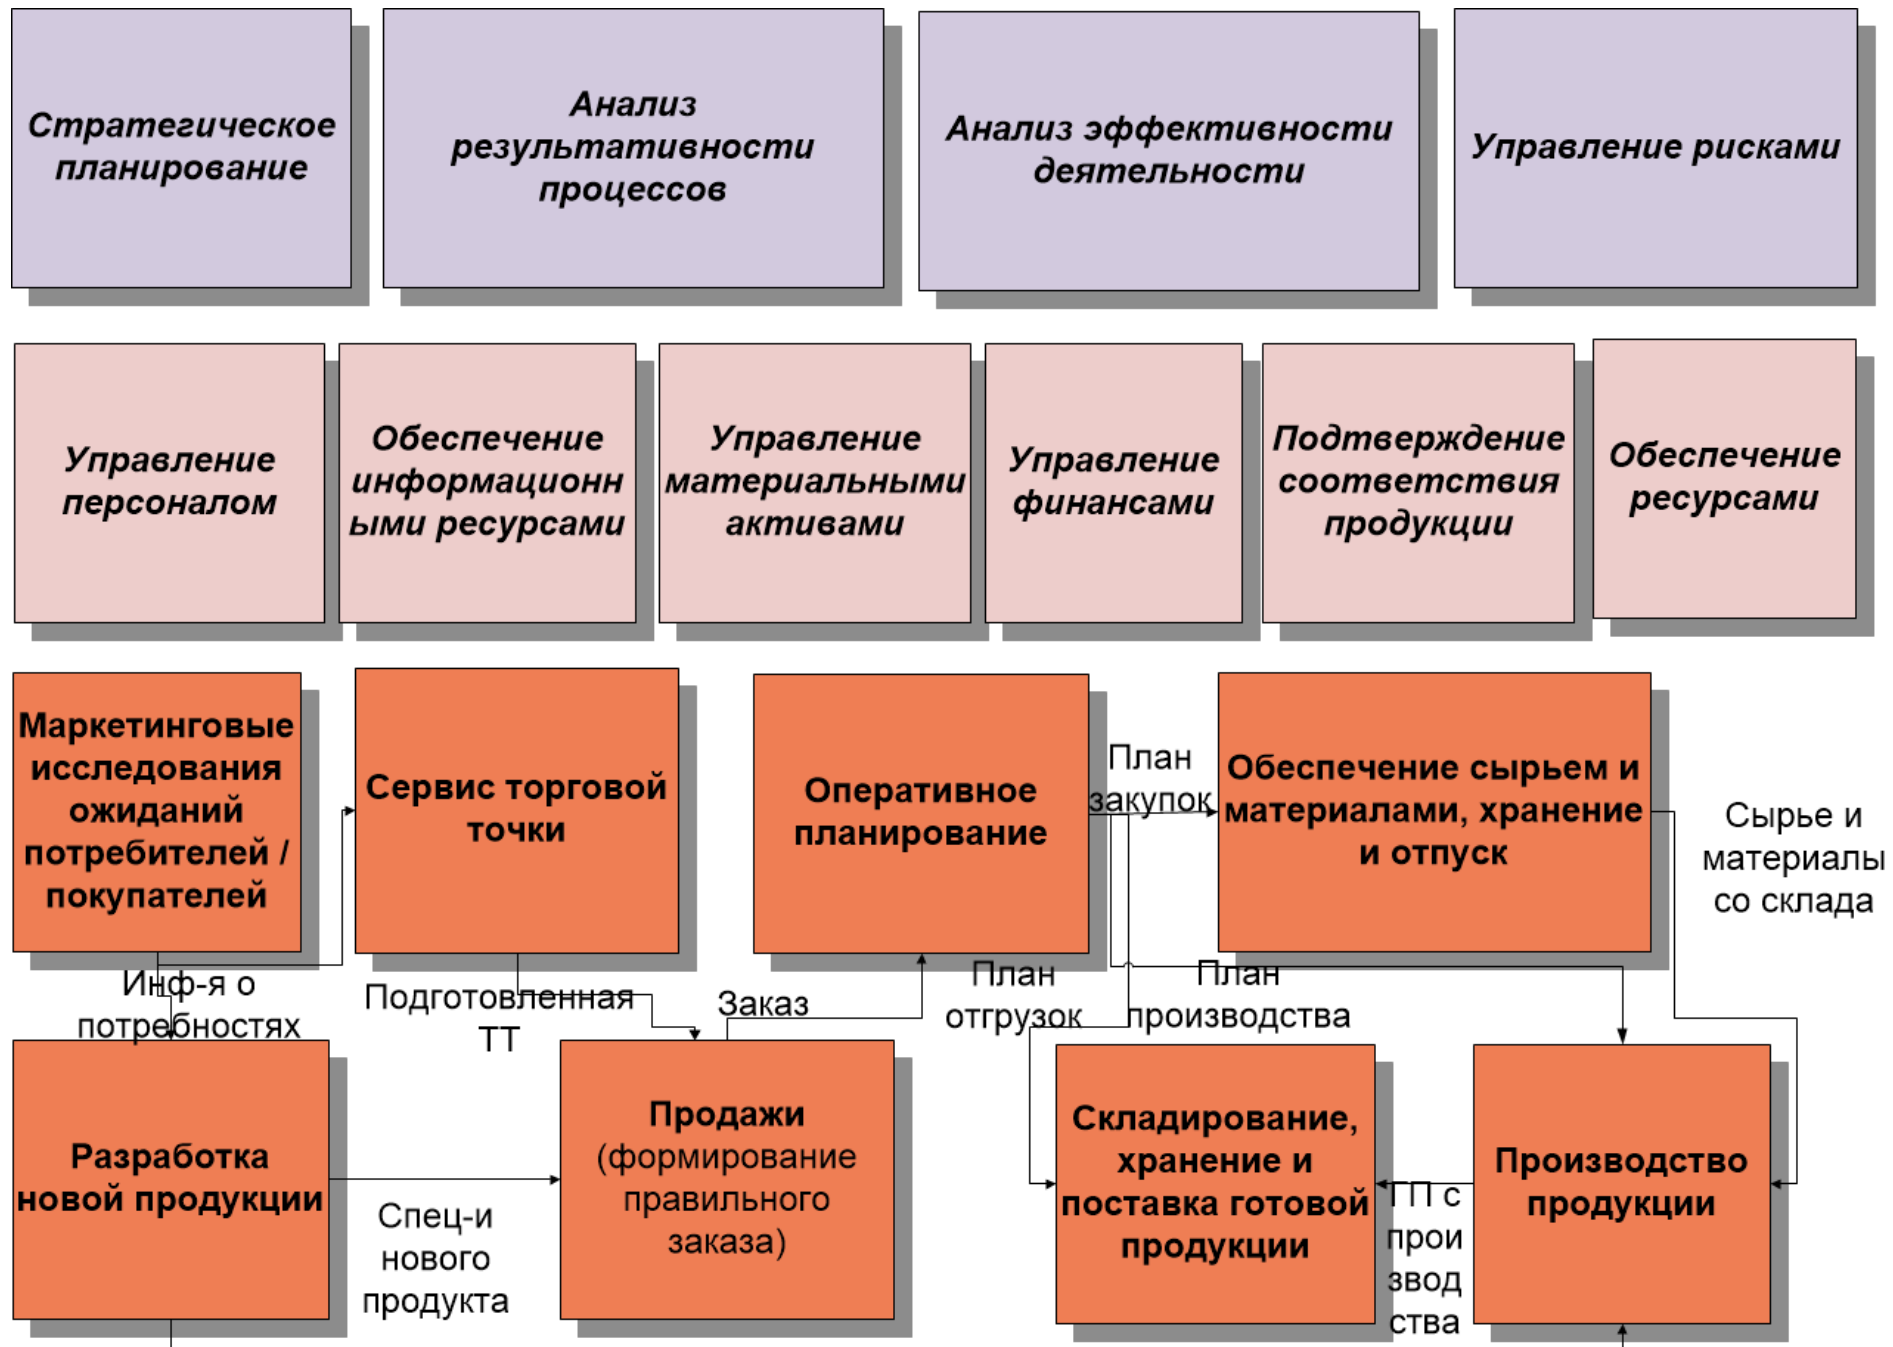 Стратегическое
планирование
Анализ
результативности
процессов
Анализ эффективности
деятельности
Управление рисками
Управление
персоналом
Обеспечение
информационн
ыми ресурсами
Управление
материальными
активами
Управление
финансами
Подтверждение
соответствия
продукции
Обеспечение
ресурсами
Маркетинговые
исследования
ожиданий
потребителей /
покупателей
Сервис торговой
точки
Оперативное
планирование
План
закупок
Обеспечение сырьем и
материалами, хранение
и отпуск
Сырье и
материалы
со склада
Инф-я о
потребностях
Подготовленная
ТТ
Заказ
План
отгрузок
План
производства
Разработка
новой продукции
Спец-и
нового
продукта
Продажи
(формирование
правильного
заказа)
Складирование,
хранение и
поставка готовой
продукции
ГП с
прои
звод
ства
Производство
продукции